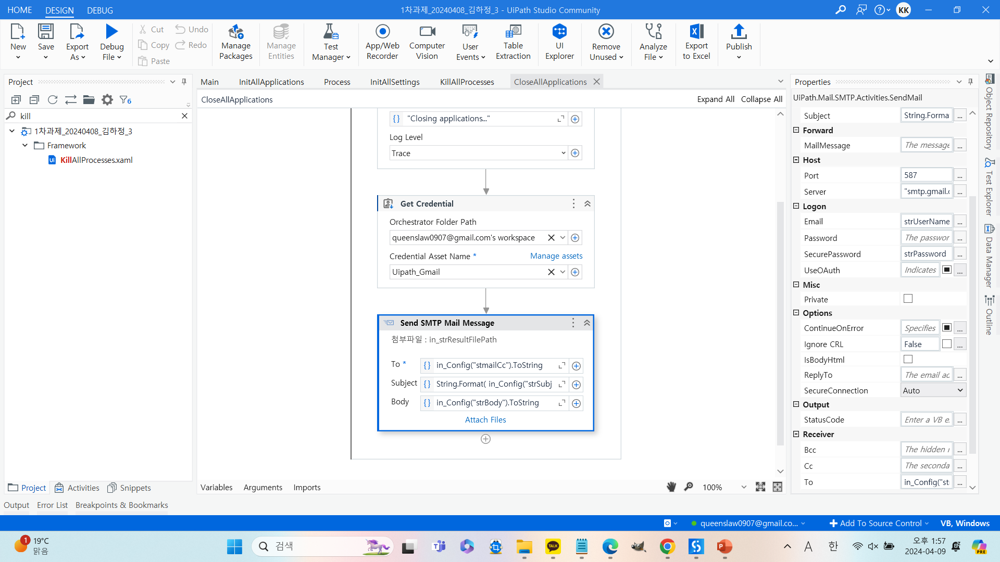 HOME DESIGN DEBUG
1차과제_20240408_김하정_3 - UiPath Studio Community
KK
New
Save
Export As
Debug File
Cut
Copy
Paste
Undo
Redo
Manage Packages
Manage Entities
Test Manager
App/Web Recorder
Computer Vision
User Events
Table Extraction
UI Explorer
Remove Unused
Analyze File
Export to Excel
Publish
Project
6
kill
1차과제_20240408_김하정_3
Framework
KillAllProcesses.xaml
Project Activities Snippets
Main InitAllApplications Process InitAllSettings KillAllProcesses CloseAllApplications
CloseAllApplications
Expand All Collapse All
"Closing applications..."
Log Level
Trace
Get Credential
Orchestrator Folder Path
queenslaw0907@gmail.com's workspace
Credential Asset Name *
Manage assets
Uipath_Gmail
Send SMTP Mail Message
첨부파일 : in_strResultFilePath
To * {} in_Config("stmailCc").ToString
Subject {} String.Format( in_Config("strSubj
Body {} in_Config("strBody").ToString
Attach Files
Variables Arguments Imports
100%
Properties
UiPath.Mail.SMTP.Activities.SendMail
Subject String.Forma ...
Forward
MailMessage The message ...
Host
Port 587 ...
Server "smtp.gmail.c ...
Logon
Email strUserName ...
Password The passwor ...
SecurePassword strPassword ...
UseOAuth Indicates ...
Misc
Private
Options
ContinueOnError Specifies ...
Ignore CRL False ...
IsBodyHtml
ReplyTo The email ad ...
SecureConnection Auto
Output
StatusCode Enter a VB e ...
Receiver
Bcc The hidden ...
Cc The seconda ...
To in_Config("st ...
Object Repository
Test Explorer
Data Manager
Outline
Output Error List Breakpoints & Bookmarks
queenslaw0907@gmail.co...
Add To Source Control
VB, Windows
1
19°C
맑음
검색
TALK
A
한
오후 1:57
2024-04-09
PRE